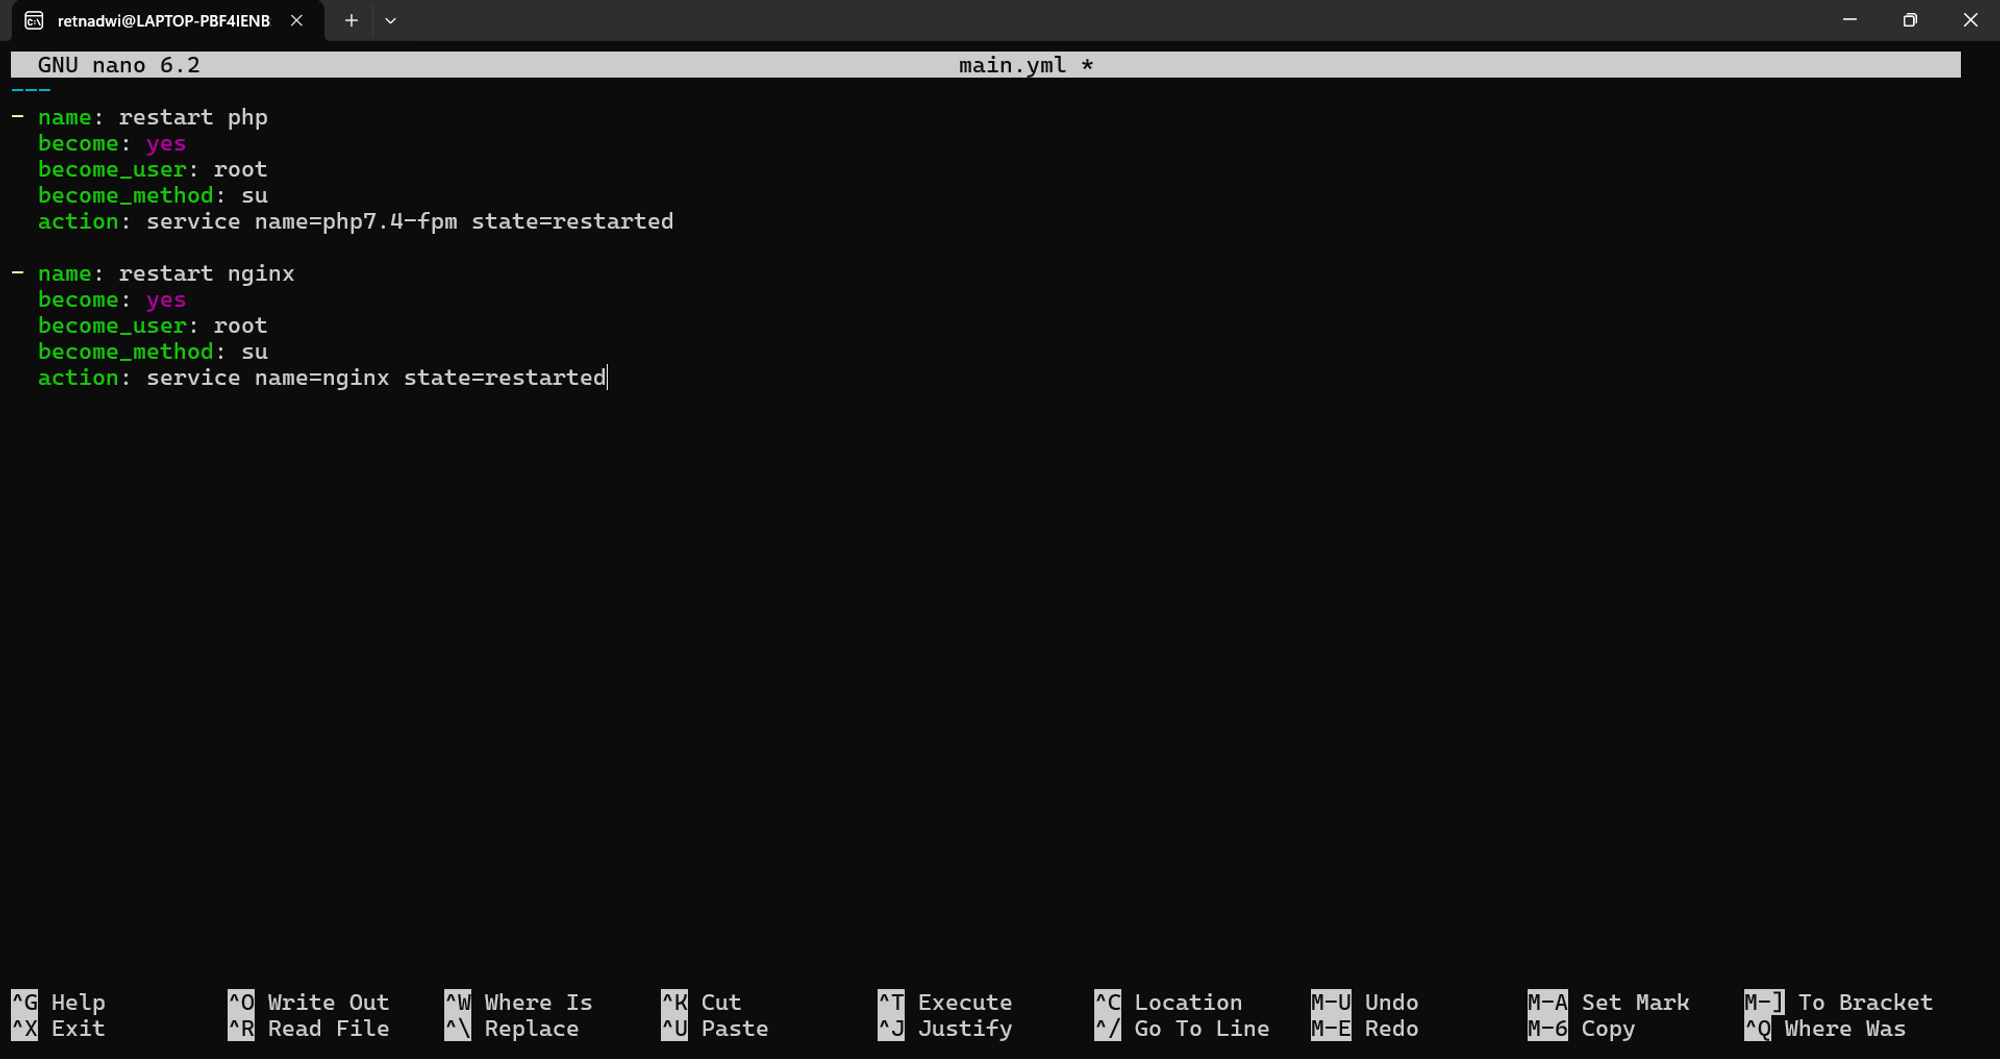 retnadwi@LAPTOP-PBF4IENB
GNU nano 6.2 main.yml *
---
- name: restart php
  become: yes
  become_user: root
  become_method: su
  action: service name=php7.4-fpm state=restarted

- name: restart nginx
  become: yes
  become_user: root
  become_method: su
  action: service name=nginx state=restarted

^G Help ^O Write Out ^W Where Is ^K Cut ^T Execute ^C Location M-U Undo M-A Set Mark M-] To Bracket
^X Exit ^R Read File ^\ Replace ^U Paste ^J Justify ^/ Go To Line M-E Redo M-6 Copy ^Q Where Was